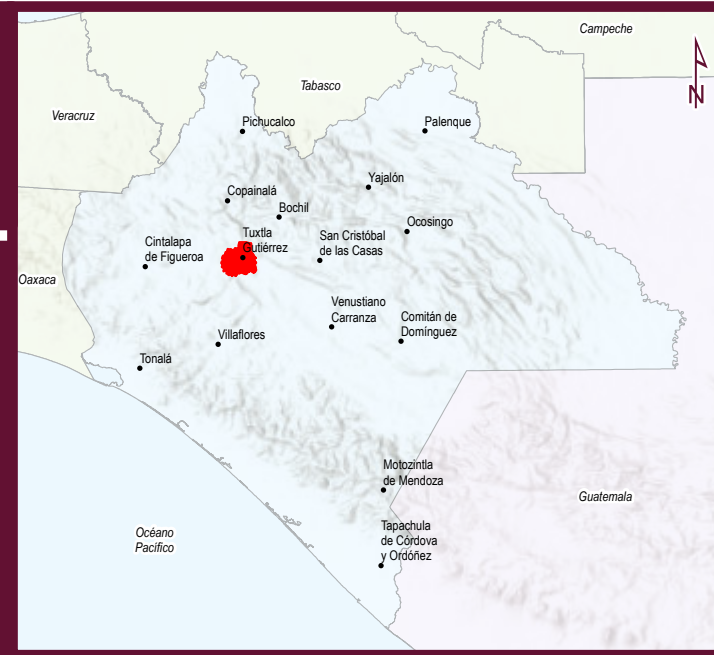 Campeche
Tabasco
N
Veracruz
Pichucalco
Palenque
Yajalón
Copainalá
Bochil
Ocosingo
Tuxtla
Gutiérrez
San Cristóbal
de las Casas
Cintalapa
de Figueroa
Oaxaca
Venustiano
Carranza
Comitán de
Domínguez
Villaflores
Tonalá
Motozintla
de Mendoza
Guatemala
Océano
Pacífico
Tapachula
de Córdova
y Ordóñez